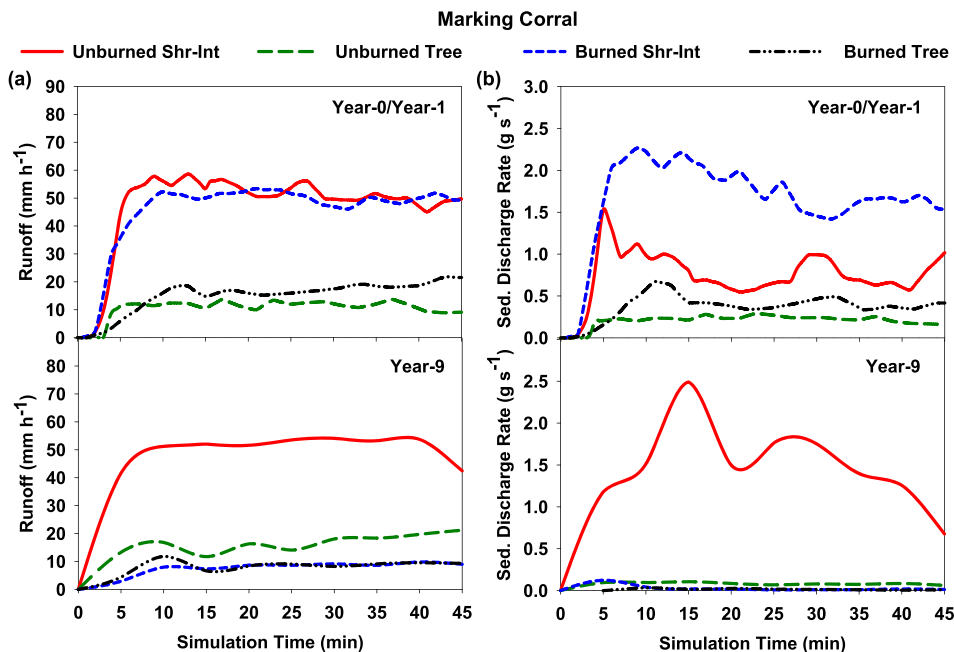 Marking Corral
Unburned Shr-Int Unburned Tree Burned Shr-Int Burned Tree
(a)
90
80
70
60
50
40
30
20
10
0
Runoff (mm h-1)
Year-0/Year-1
(b)
3.0
2.5
2.0
1.5
1.0
0.5
0.0
Sed. Discharge Rate (g s-1)
Year-0/Year-1
80
70
60
50
40
30
20
10
0
Runoff (mm h-1)
Year-9
0 5 10 15 20 25 30 35 40 45
Simulation Time (min)
2.5
2.0
1.5
1.0
0.5
0.0
Sed. Discharge Rate (g s-1)
Year-9
0 5 10 15 20 25 30 35 40 45
Simulation Time (min)